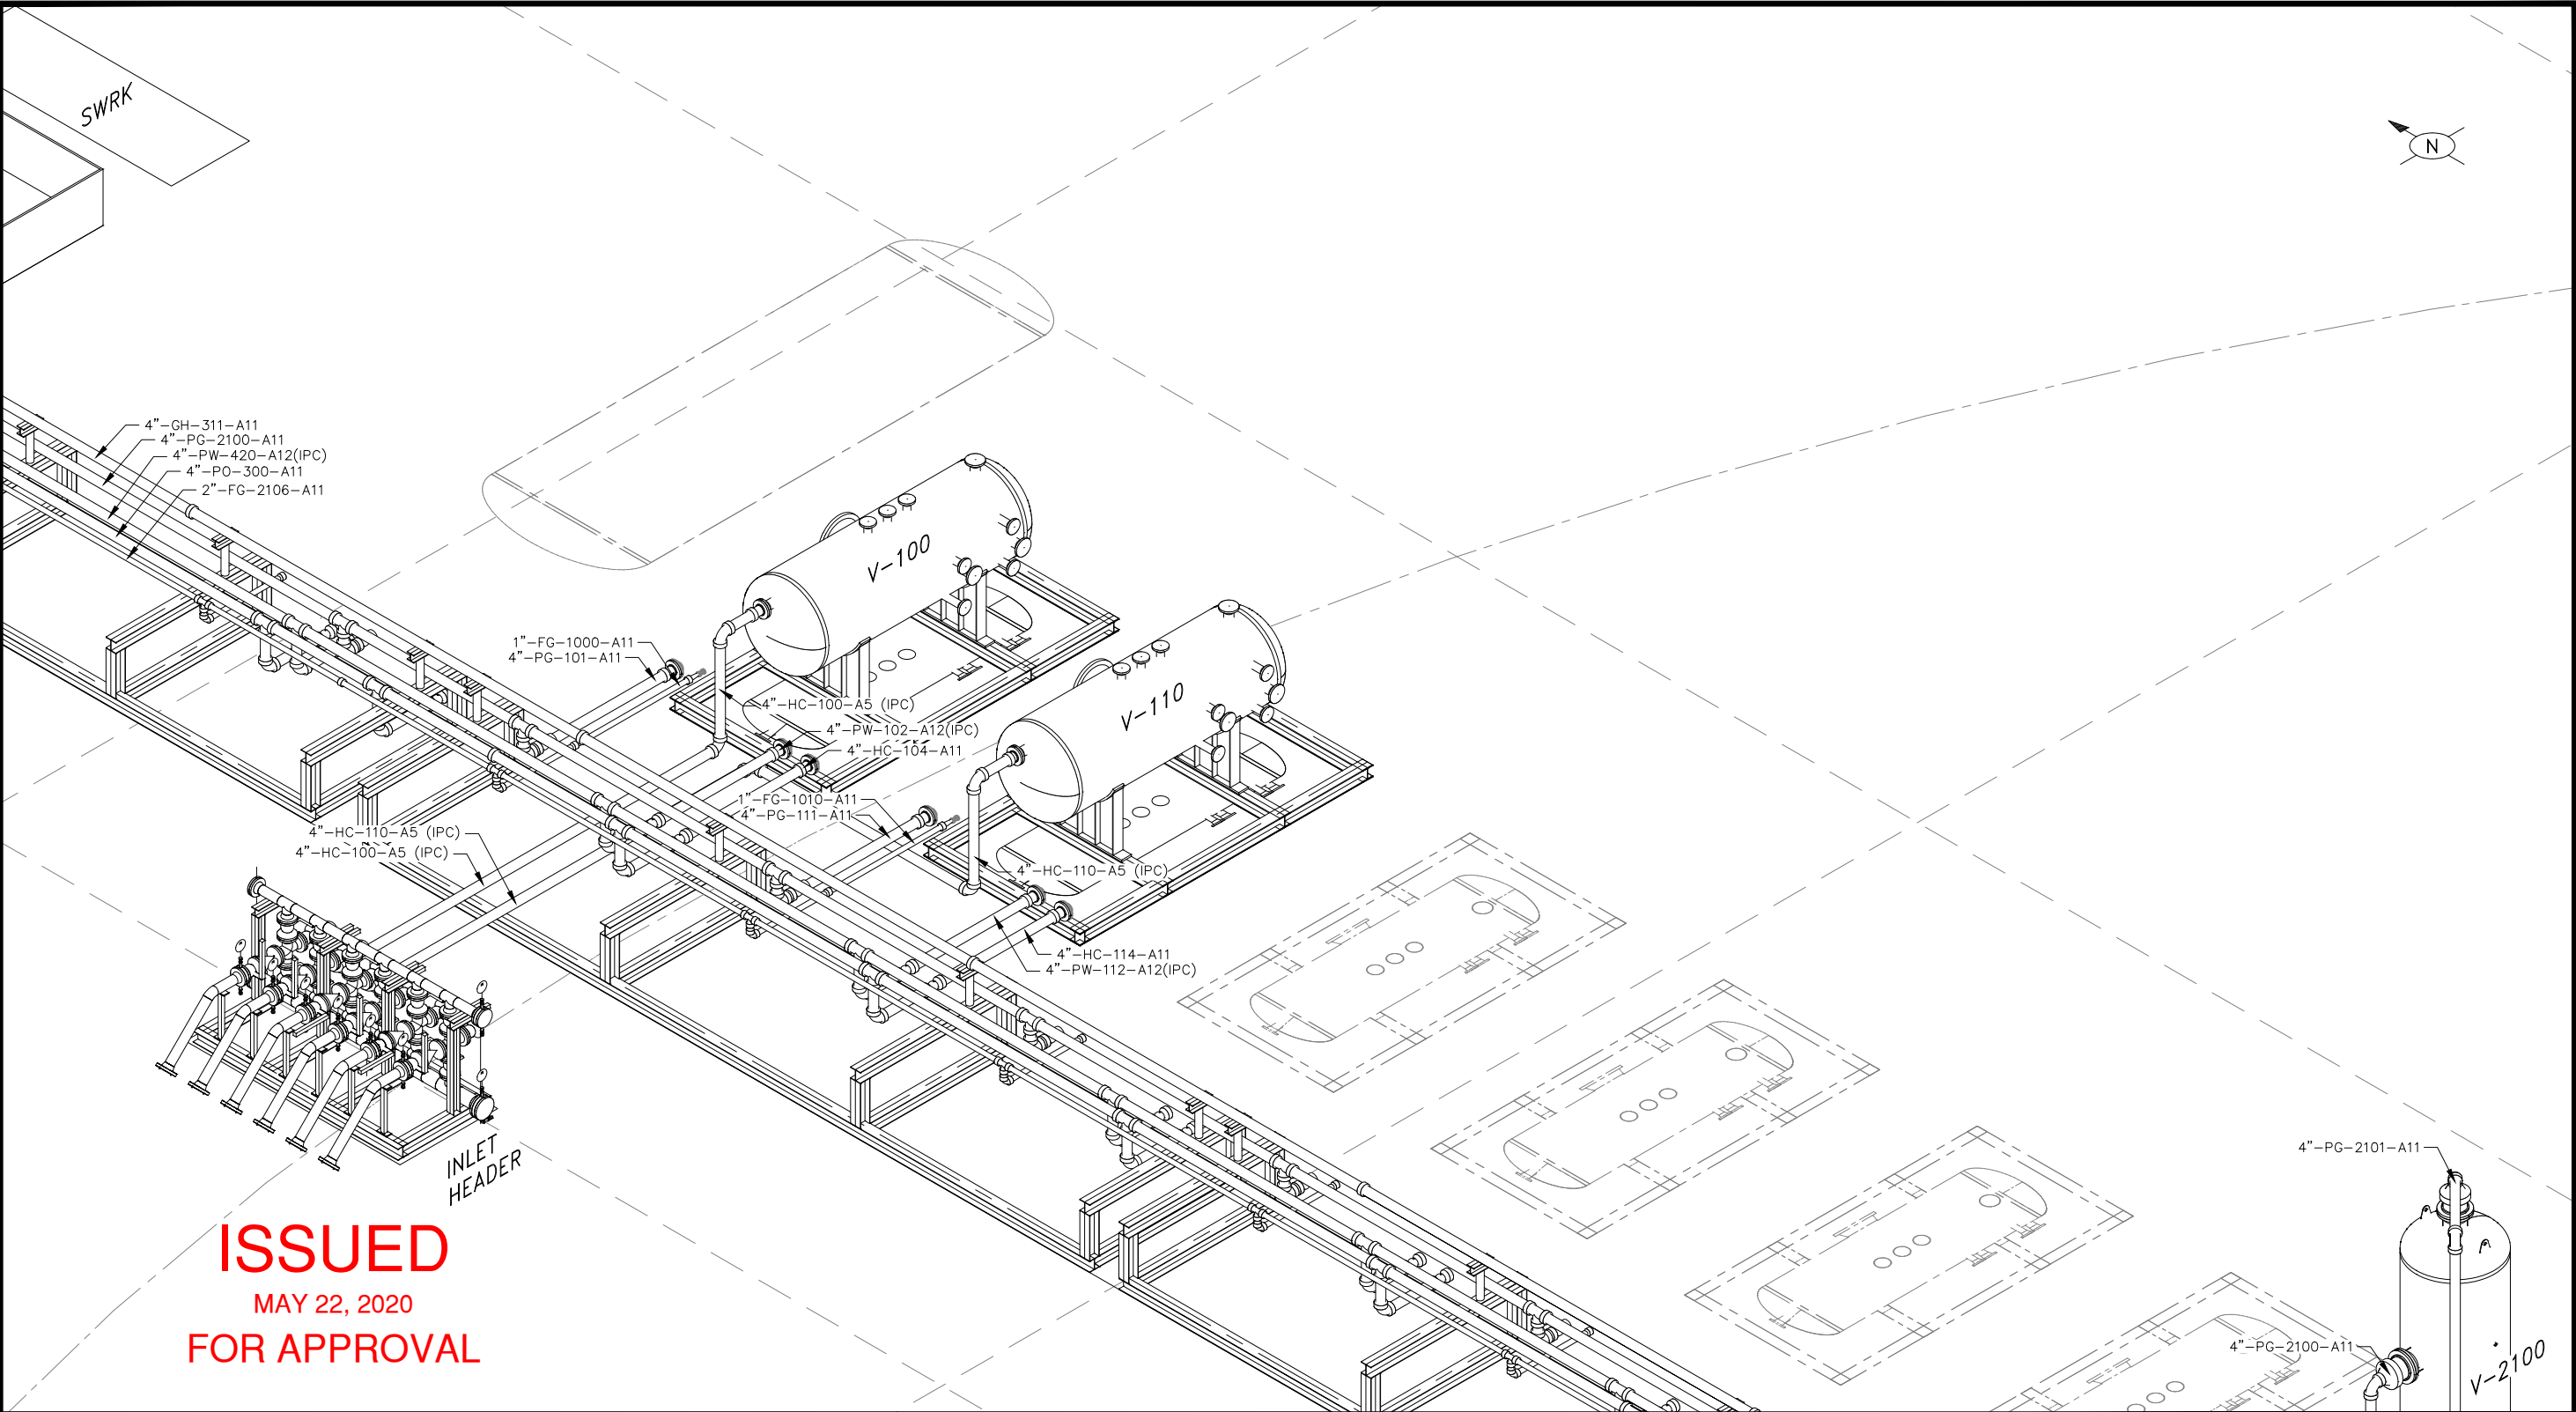 SWRK
N
4"-GH-311-A11
4"-PG-2100-A11
4"-PW-420-A12(IPC)
4"-PO-300-A11
2"-FG-2106-A11
V-100
1"-FG-1000-A11
4"-PG-101-A11
4"-HC-100-A5 (IPC)
4"-PW-102-A12(IPC)
4"-HC-104-A11
V-110
1"-FG-1010-A11
4"-PG-111-A11
4"-HC-110-A5 (IPC)
4"-HC-100-A5 (IPC)
4"-HC-110-A5 (IPC)
4"-HC-114-A11
4"-PW-112-A12(IPC)
INLET
HEADER
4"-PG-2101-A11
4"-PG-2100-A11
V-2100
ISSUED
MAY 22, 2020
FOR APPROVAL